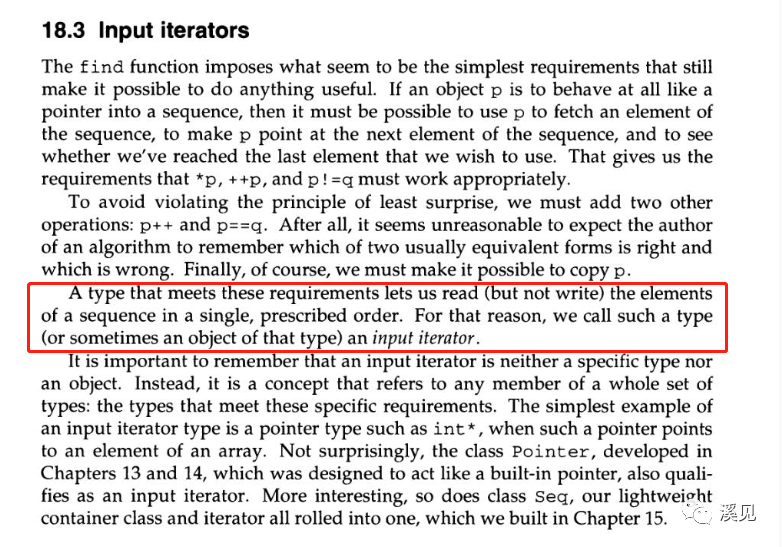 18.3 Input iterators
The find function imposes what seem to be the simplest requirements that still
make it possible to do anything useful. If an object p is to behave at all like a
pointer into a sequence, then it must be possible to use p to fetch an element of
the sequence, to make p point at the next element of the sequence, and to see
whether we've reached the last element that we wish to use. That gives us the
requirements that *p, ++p, and p!=q must work appropriately.
To avoid violating the principle of least surprise, we must add two other
operations: p++ and p==q. After all, it seems unreasonable to expect the author
of an algorithm to remember which of two usually equivalent forms is right and
which is wrong. Finally, of course, we must make it possible to copy p.
A type that meets these requirements lets us read (but not write) the elements
of a sequence in a single, prescribed order. For that reason, we call such a type
(or sometimes an object of that type) an input iterator.
It is important to remember that an input iterator is neither a specific type nor
an object. Instead, it is a concept that refers to any member of a whole set of
types: the types that meet these specific requirements. The simplest example of
an input iterator type is a pointer type such as int*, when such a pointer points
to an element of an array. Not surprisingly, the class Pointer, developed in
Chapters 13 and 14, which was designed to act like a built-in pointer, also quali-
fies as an input iterator. More interesting, so does class Seq, our lightweight
container class and iterator all rolled into one, which we built in Chapter 15.
溪见